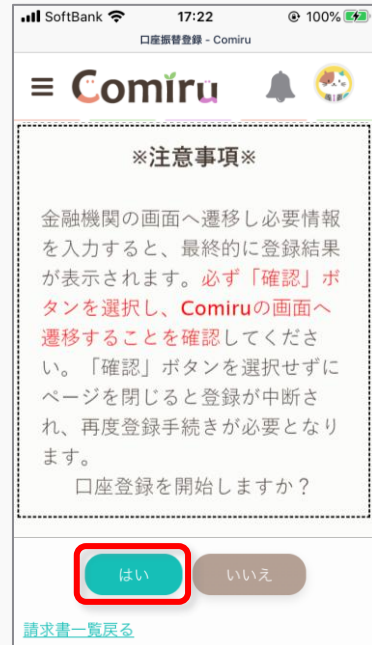 SoftBank 17:22 100%
口座振替登録 - Comiru
Comiru
※注意事項※
金融機関の画面へ遷移し必要情報
を入力すると、最終的に登録結果
が表示されます。必ず「確認」ボ
タンを選択し、Comiruの画面へ
遷移することを確認してくださ
い。「確認」ボタンを選択せずに
ページを閉じると登録が中断さ
れ、再度登録手続きが必要となり
ます。
口座登録を開始しますか？
はい いいえ
請求書一覧戻る